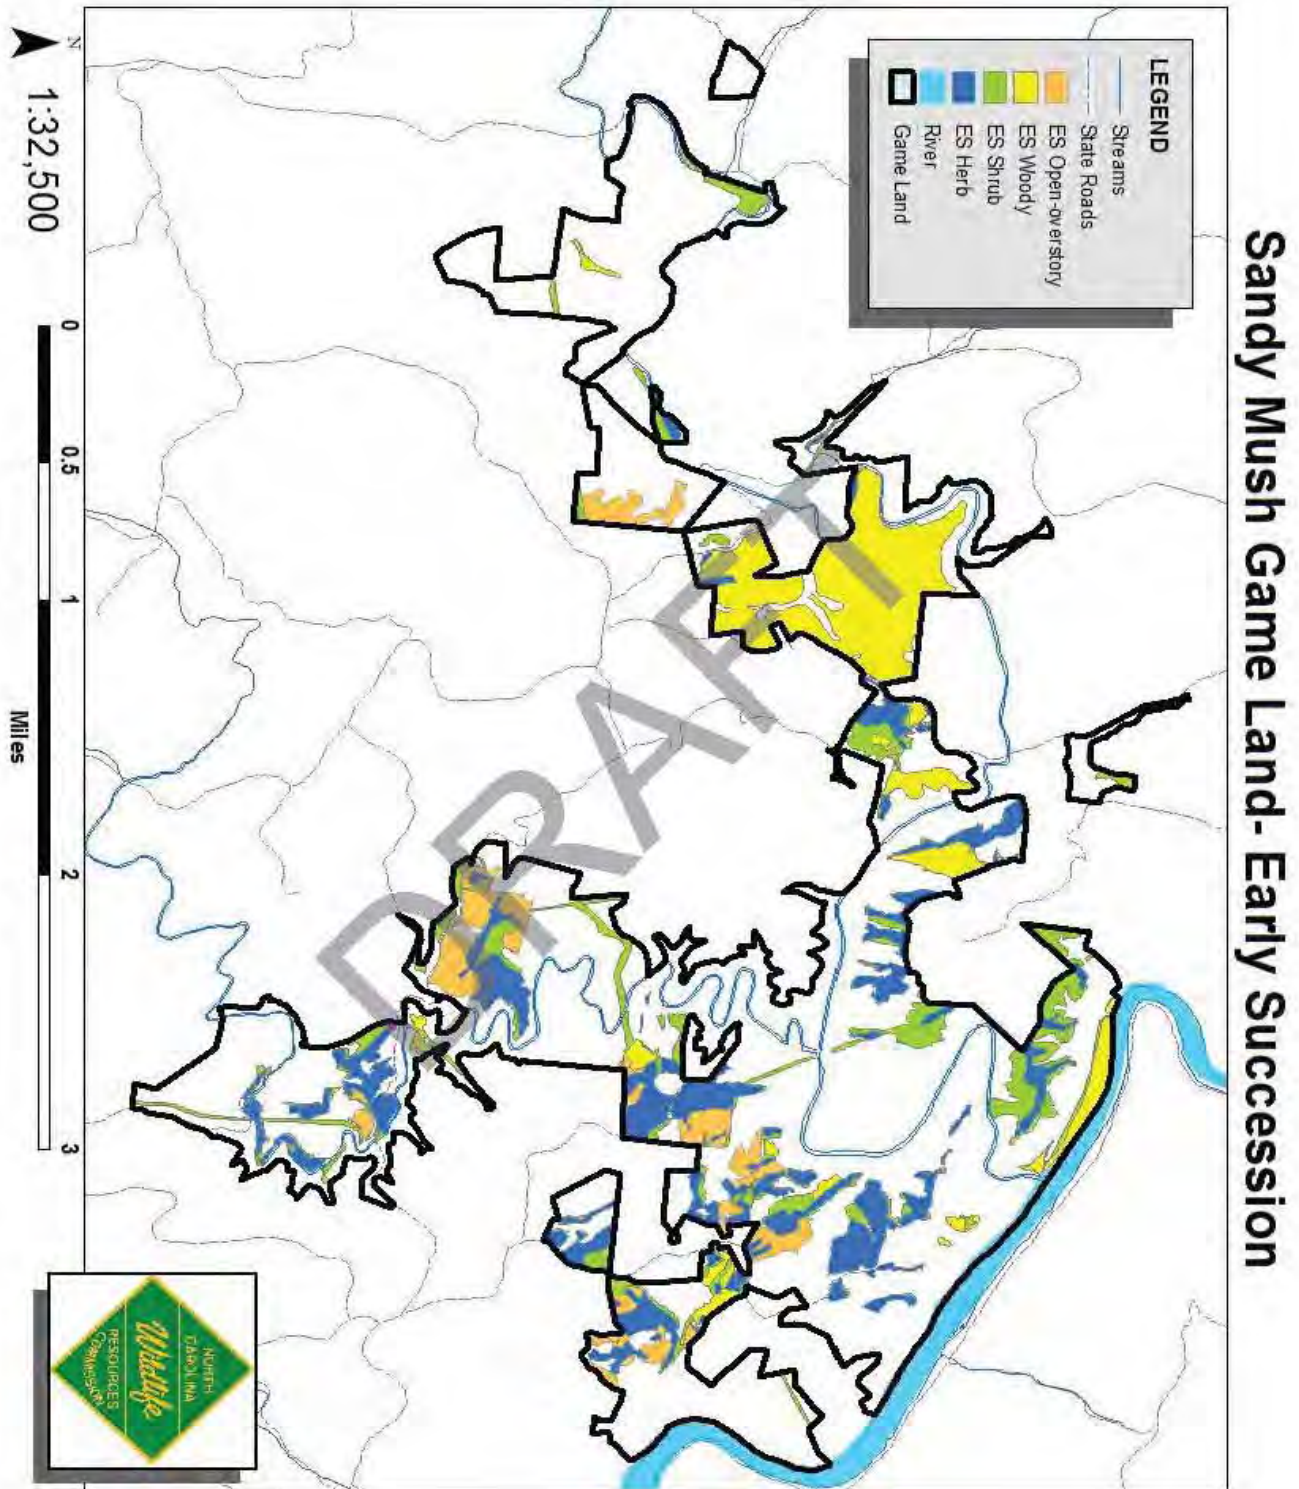 Sandy Mush Game Land- Early Succession
LEGEND
Streams
State Roads
ES Open-overstory
ES Woody
ES Shrub
ES Herb
River
Game Land
DRAFT
N
1:32,500
0 0.5 1 2 3
Miles
NORTH
CAROLINA
Wildlife
RESOURCES
COMMISSION